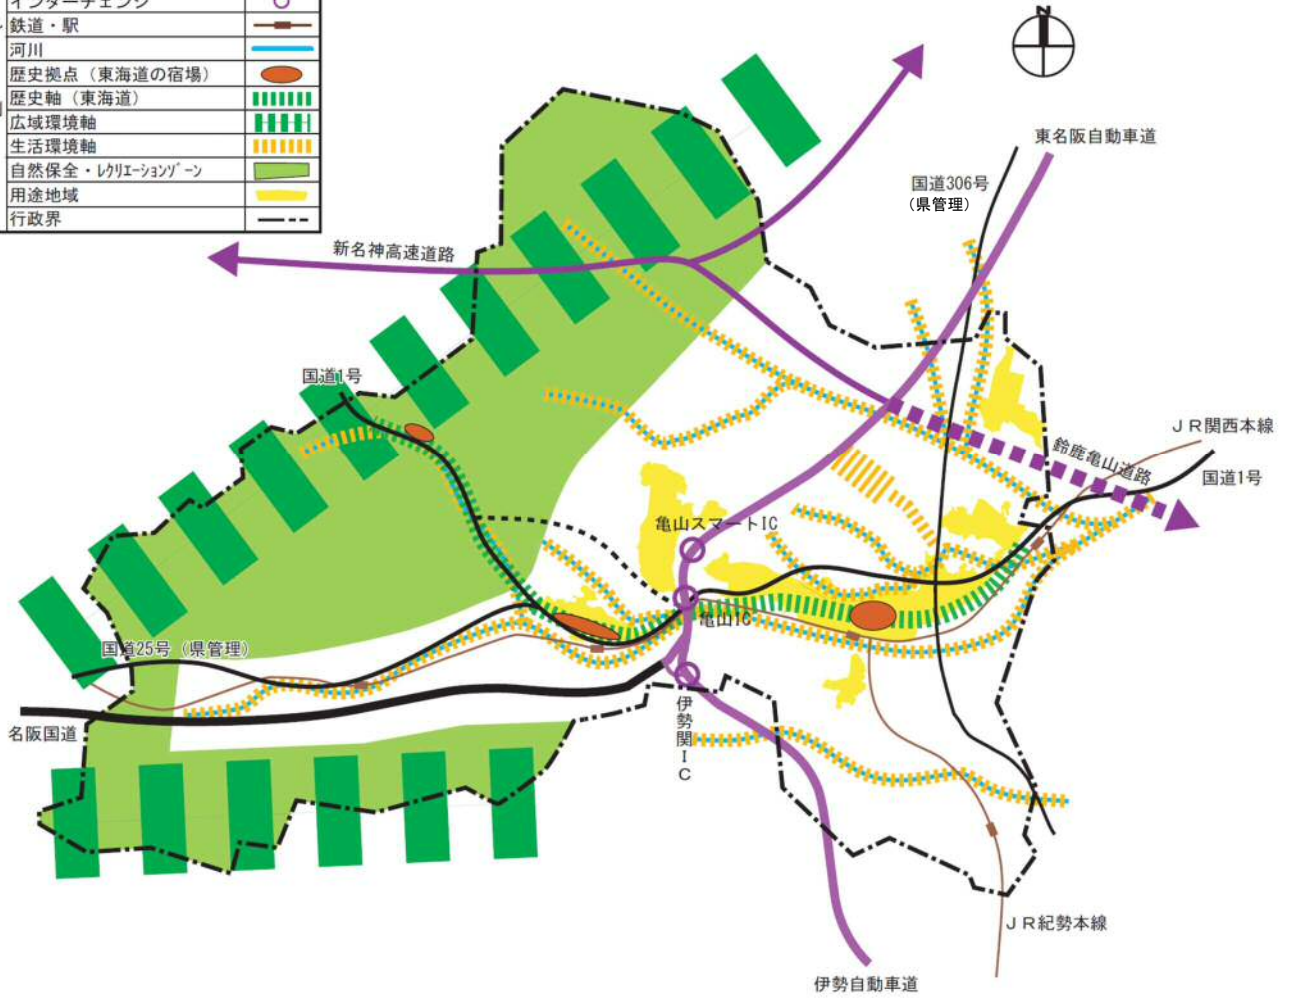 インターチェンジ
鉄道・駅
河川
歴史拠点（東海道の宿場）
歴史軸（東海道）
広域環境軸
生活環境軸
自然保全・ﾚｸﾘｴｰｼｮﾝｿﾞｰﾝ
用途地域
行政界
N
東名阪自動車道
国道306号
（県管理）
新名神高速道路
国道1号
ＪＲ関西本線
鈴鹿亀山道路
国道1号
亀山スマートIC
亀山IC
国道25号（県管理）
名阪国道
伊勢関ＩＣ
ＪＲ紀勢本線
伊勢自動車道